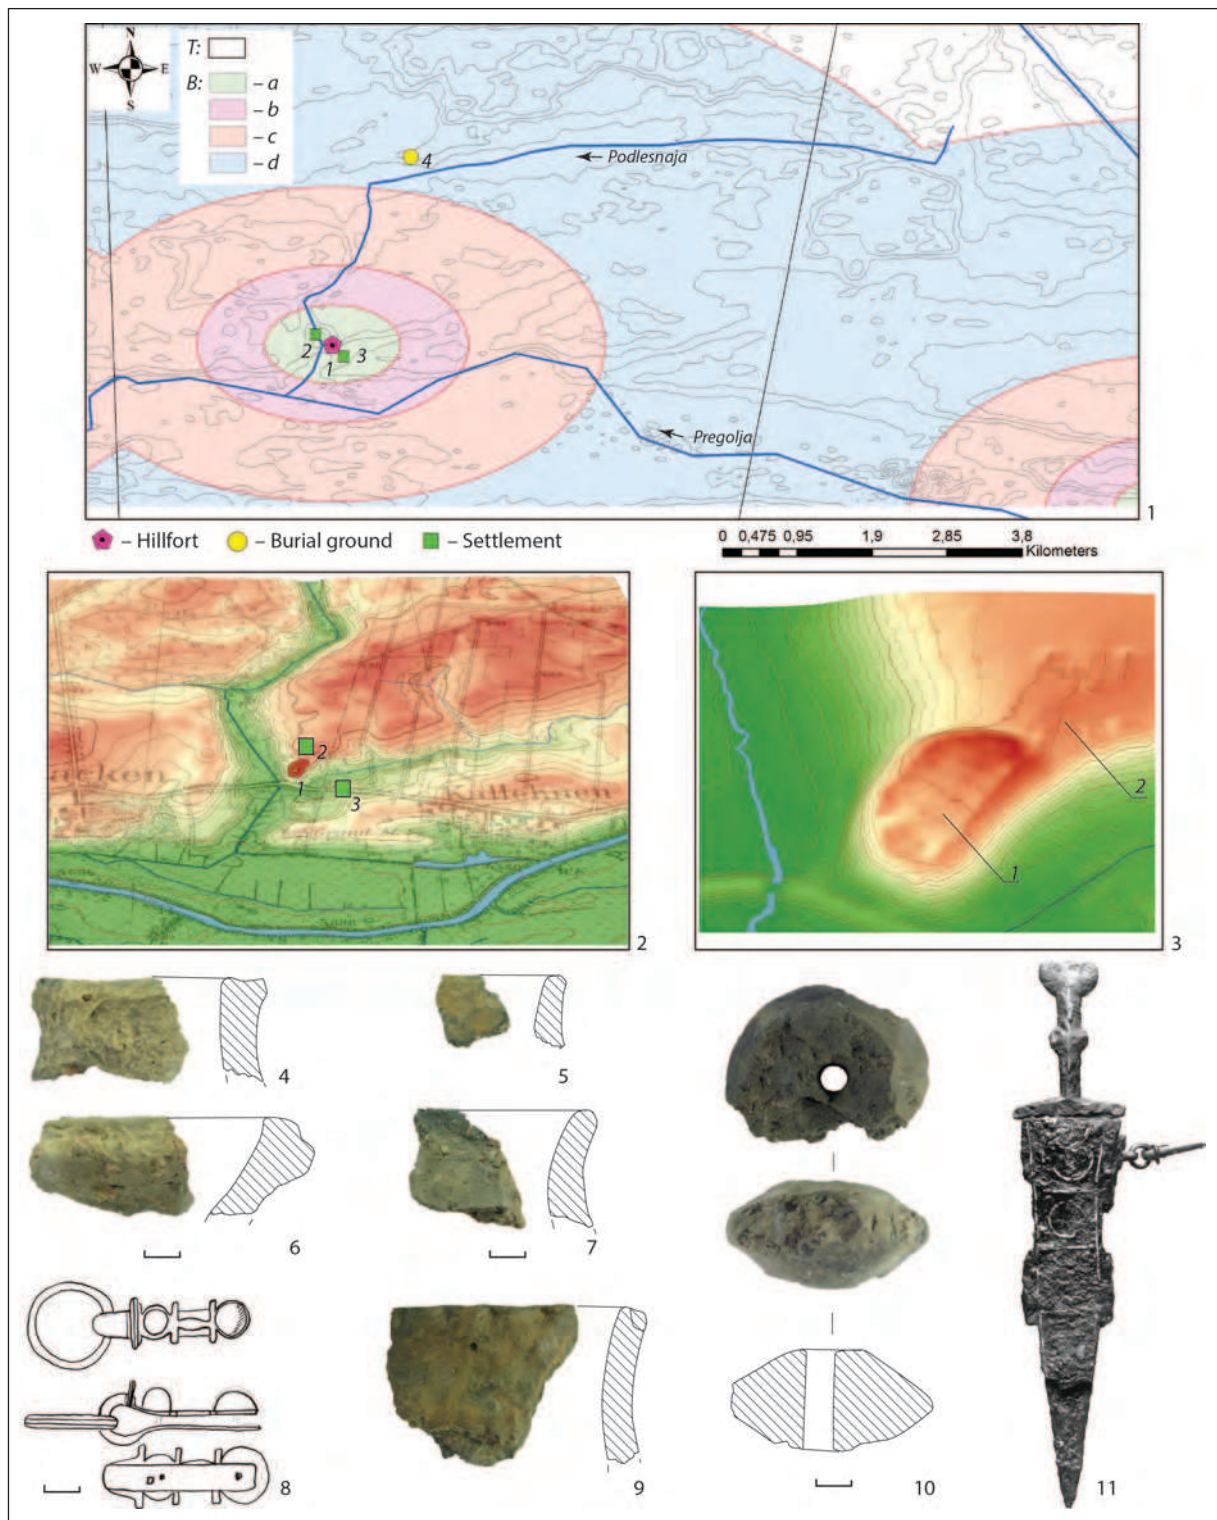 N
W E
S
T:
B: – a
– b
– c
– d
4
Podlesnaja
2
3
1
Pregolja
1
– Hillfort – Burial ground – Settlement
0 0,475 0,95 1,9 2,85 3,8
Kilometers
2
1
3
acken
2
2
1
3
4
5
6
7
8
9
10
11